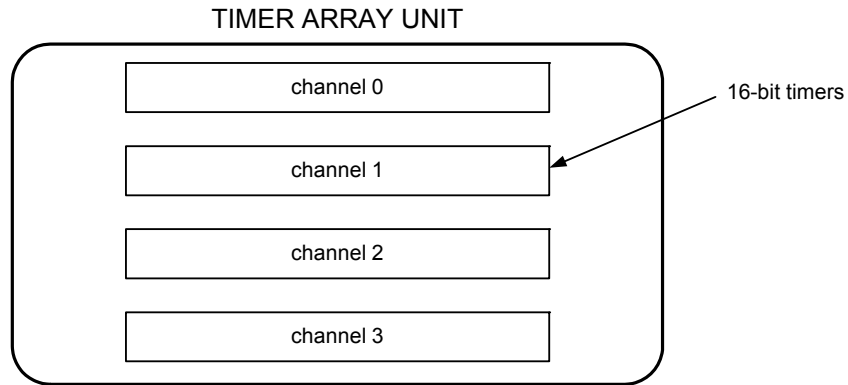 TIMER ARRAY UNIT
channel 0
16-bit timers
channel 1
channel 2
channel 3